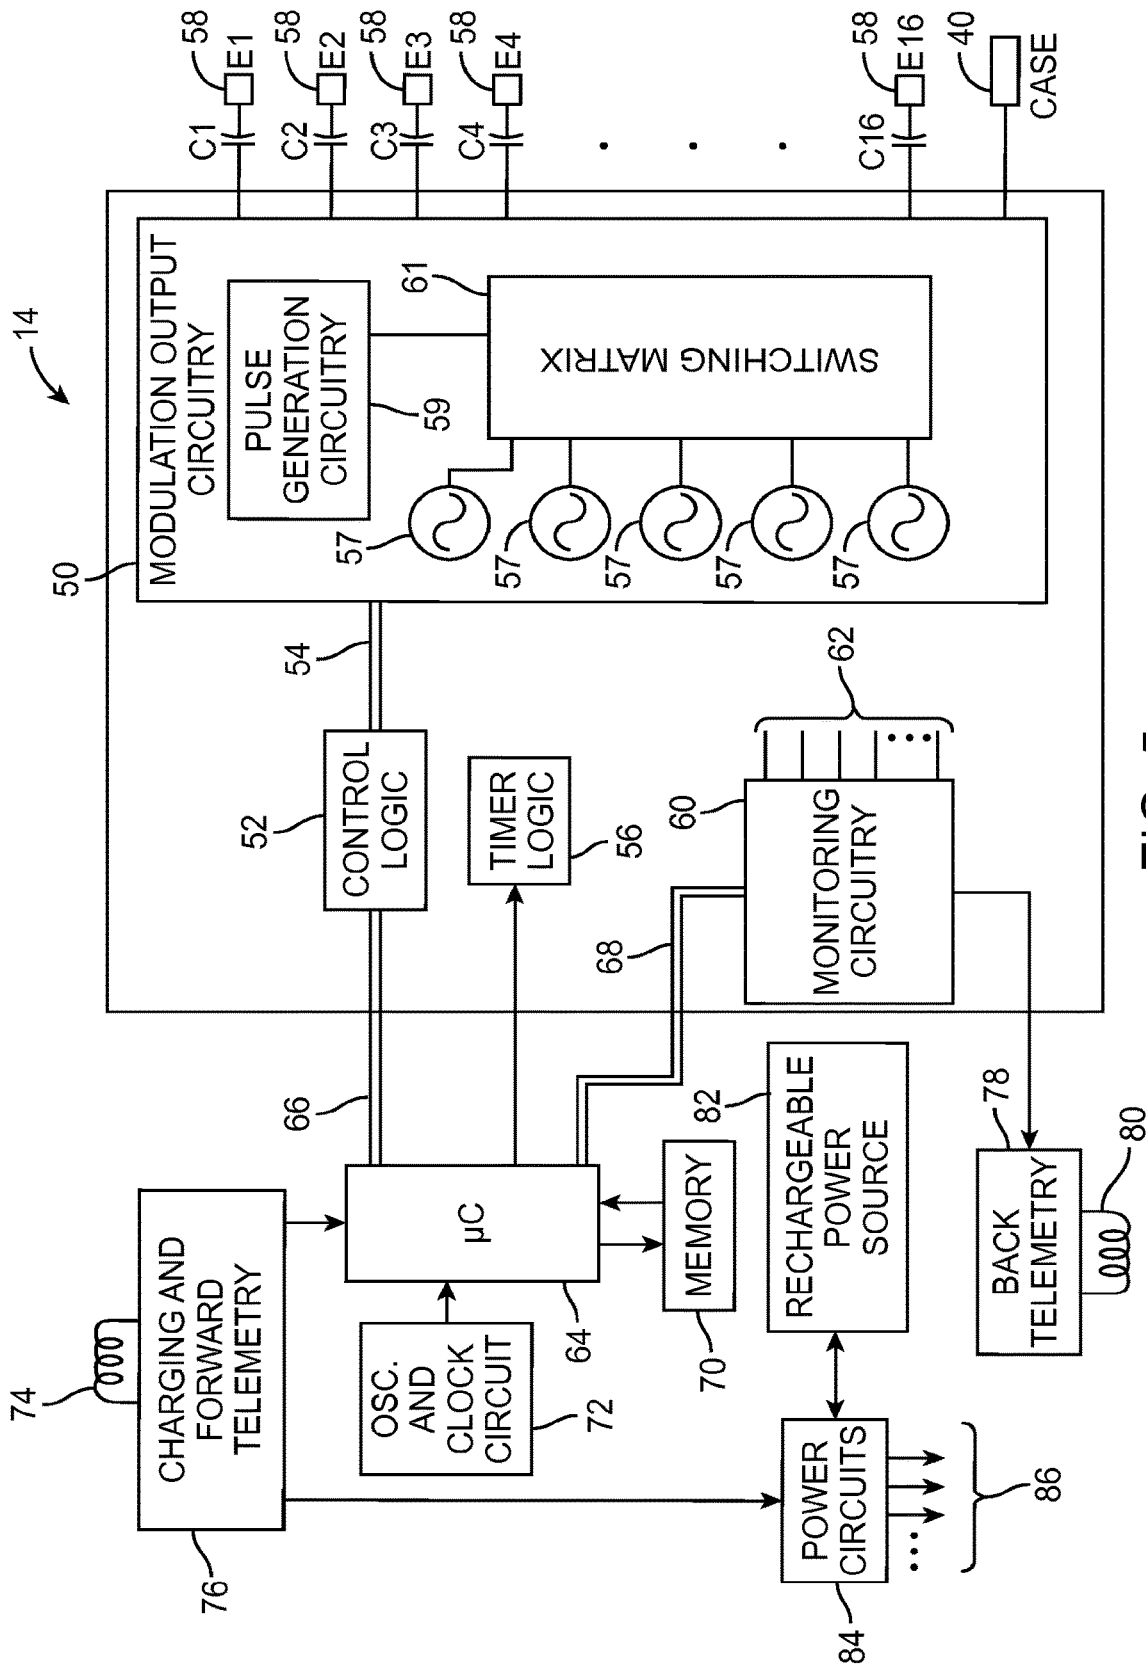 14
74
CHARGING AND
FORWARD
TELEMETRY
76
66
52
CONTROL
LOGIC
54
50
MODULATION OUTPUT
CIRCUITRY
PULSE
GENERATION
CIRCUITRY
59
61
SWITCHING MATRIX
57
57
57
57
57
C1
58
E1
C2
58
E2
C3
58
E3
C4
58
E4
C16
58
E16
40
CASE
OSC.
AND
CLOCK
CIRCUIT
72
µC
64
TIMER
LOGIC
56
MEMORY
70
68
60
MONITORING
CIRCUITRY
62
82
RECHARGEABLE
POWER
SOURCE
POWER
CIRCUITS
84
86
78
BACK
TELEMETRY
80